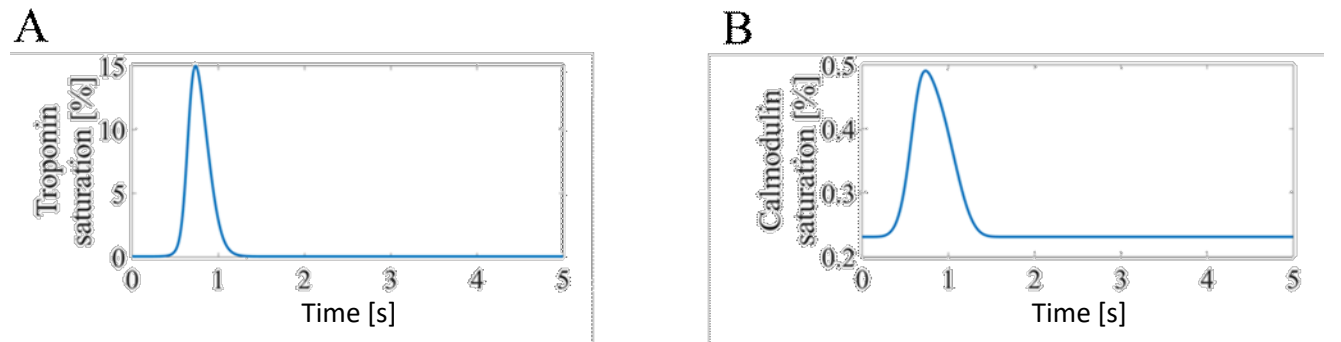 A
Troponin
saturation [%]
15
10
5
0
0 1 2 3 4 5
Time [s]
B
Calmodulin
saturation [%]
0.5
0.4
0.3
0.2
0 1 2 3 4 5
Time [s]